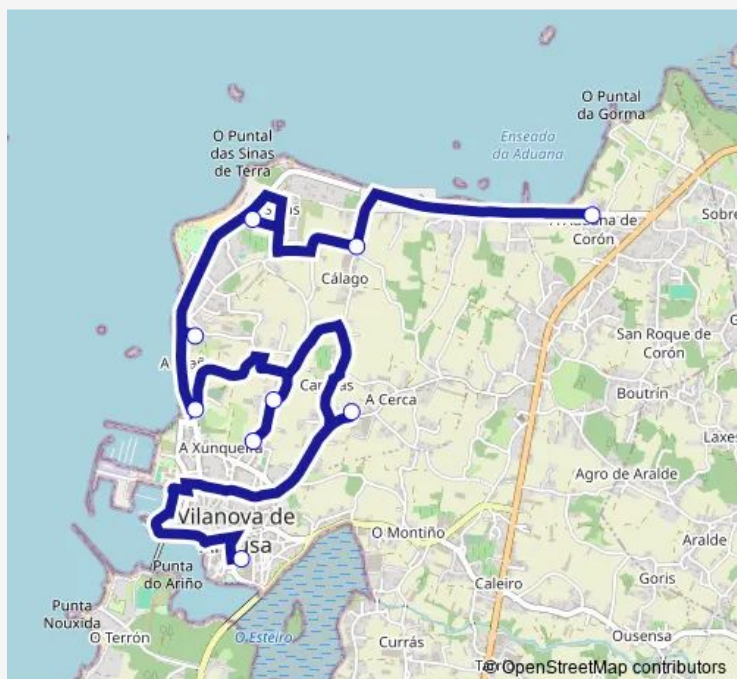 O Puntal
da Gorma
O Puntal
das Sinas
de Terra
Enseada
da Aduana
Sobre
Corón
Cálago
San Roque de
Corón
Boutrín
A Cerca
Laxes
A Xunqueira
Agro de Aralde
Vilanova de
O Montiño
Aralde
Punta
do Ariño
Caleiro
Goris
Punta
Nouxida
O Terrón
O Esteiro
Currás
Ousensa
© OpenStreetMap contributors